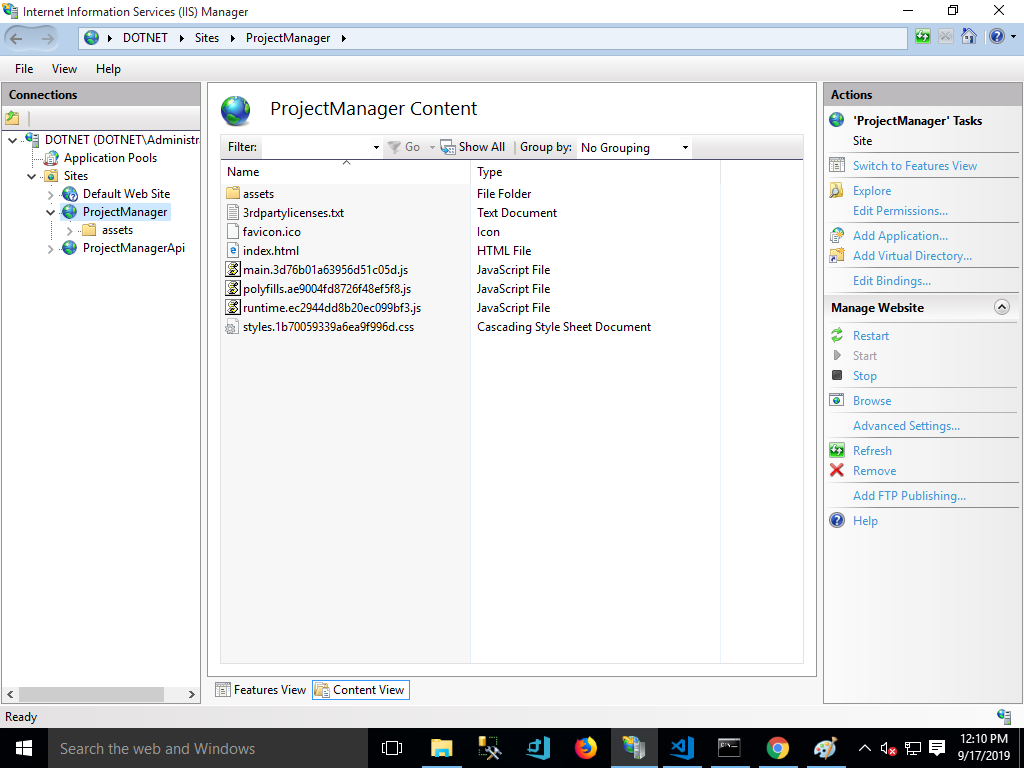 Internet Information Services (IIS) Manager
DOTNET Sites ProjectManager
File View Help
Connections
DOTNET (DOTNET\Administr
Application Pools
Sites
Default Web Site
ProjectManager
assets
ProjectManagerApi
ProjectManager Content
Filter: Go Show All Group by: No Grouping
Name Type
assets File Folder
3rdpartylicenses.txt Text Document
favicon.ico Icon
index.html HTML File
main.3d76b01a63956d51c05d.js JavaScript File
polyfills.ae9004fd8726f48ef5f8.js JavaScript File
runtime.ec2944dd8b20ec099bf3.js JavaScript File
styles.1b70059339a6ea9f996d.css Cascading Style Sheet Document
Features View Content View
Actions
'ProjectManager' Tasks
Site
Switch to Features View
Explore
Edit Permissions...
Add Application...
Add Virtual Directory...
Edit Bindings...
Manage Website
Restart
Start
Stop
Browse
Advanced Settings...
Refresh
Remove
Add FTP Publishing...
Help
Ready
Search the web and Windows
12:10 PM
9/17/2019